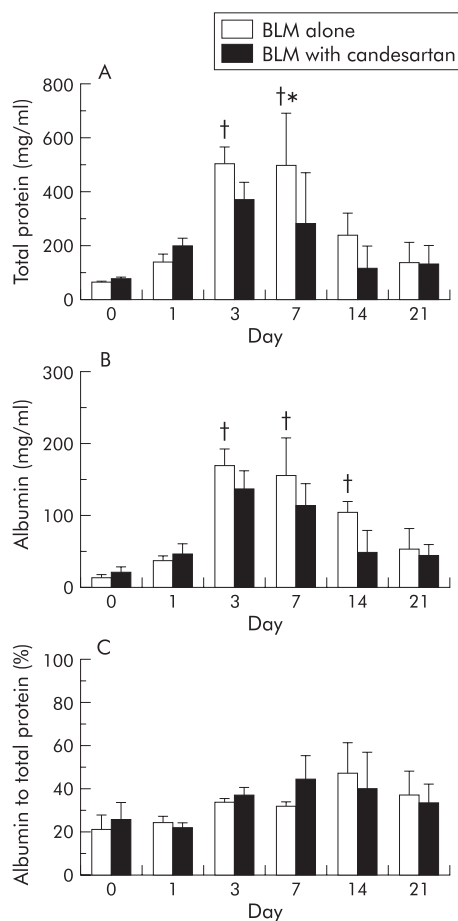 BLM alone
BLM with candesartan
A
Total protein (mg/ml)
800
600
400
200
0
†
†*
0 1 3 7 14 21
Day
B
Albumin (mg/ml)
300
200
100
0
†
†
†
0 1 3 7 14 21
Day
C
Albumin to total protein (%)
100
80
60
40
20
0
0 1 3 7 14 21
Day